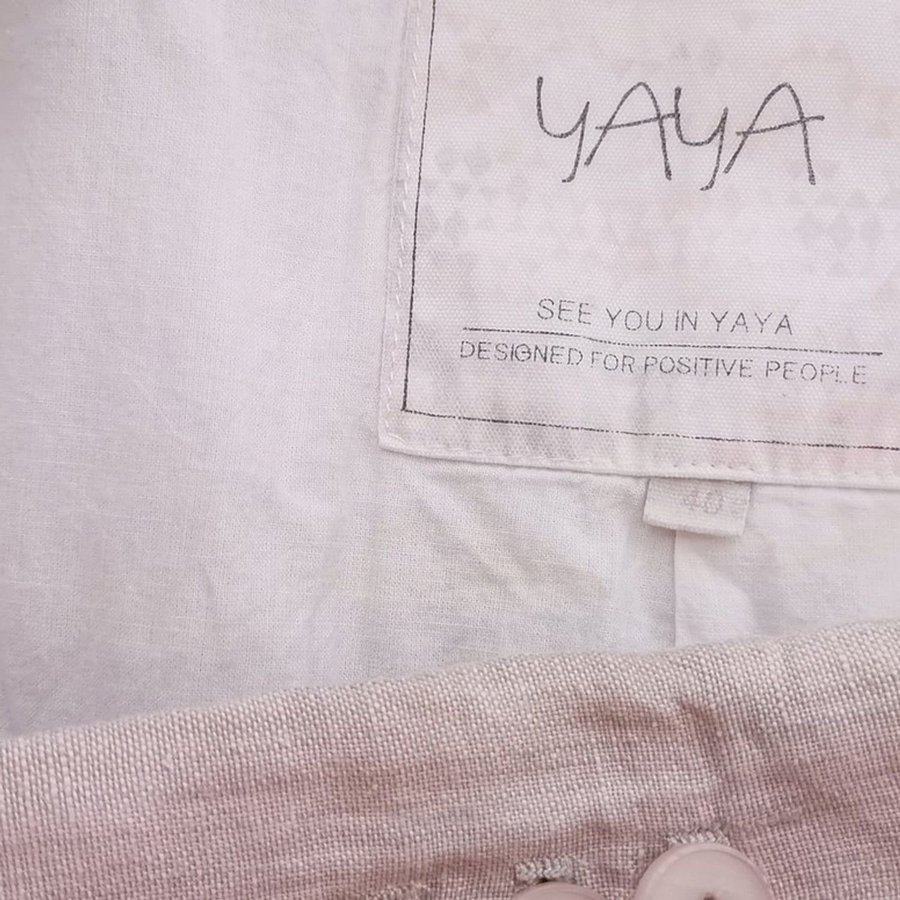 YAYA
SEE YOU IN YAYA
DESIGNED FOR POSITIVE PEOPLE
40